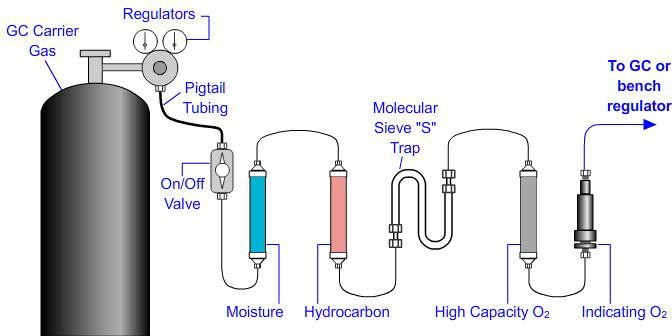 Regulators
GC Carrier
Gas
Pigtail
Tubing
To GC or
bench
regulator
Molecular
Sieve "S"
Trap
On/Off
Valve
Moisture
Hydrocarbon
High Capacity O₂
Indicating O₂